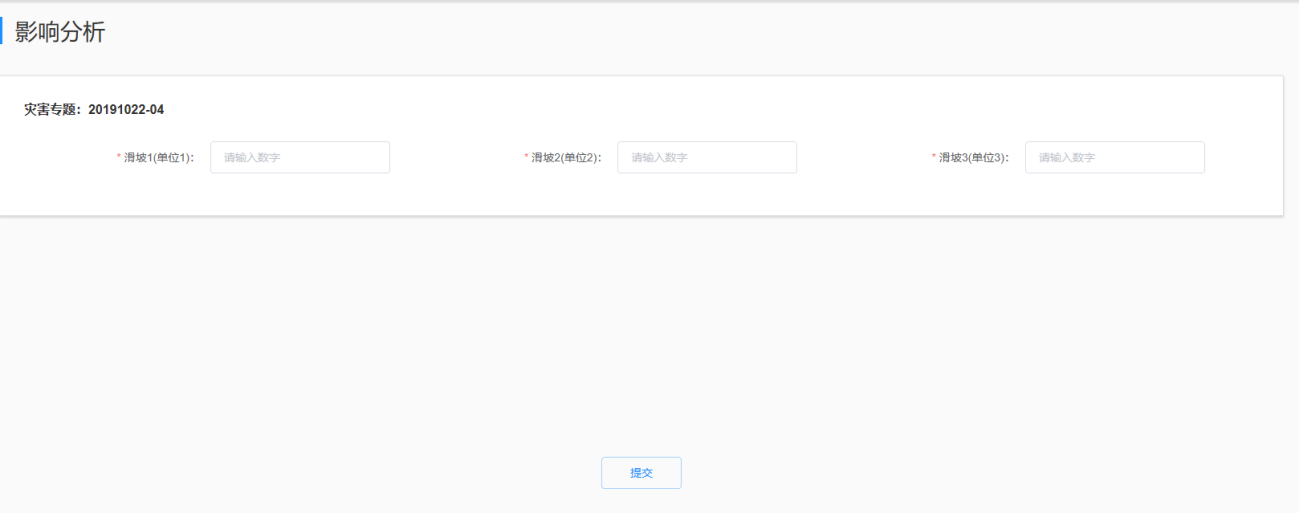 影响分析
灾害专题：20191022-04
* 滑坡1(单位1)： 请输入数字 * 滑坡2(单位2)： 请输入数字 * 滑坡3(单位3)： 请输入数字
提交